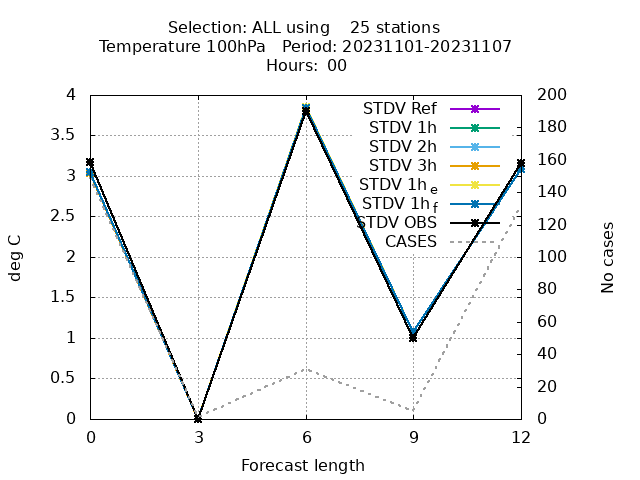 Selection: ALL using 25 stations
Temperature 100hPa Period: 20231101-20231107
Hours: 00
4
3.5
3
2.5
2
1.5
1
0.5
0
deg C
200
180
160
140
120
100
80
60
40
20
0
No cases
STDV Ref
STDV 1h
STDV 2h
STDV 3h
STDV 1h e
STDV 1h f
STDV OBS
CASES
0 3 6 9 12
Forecast length